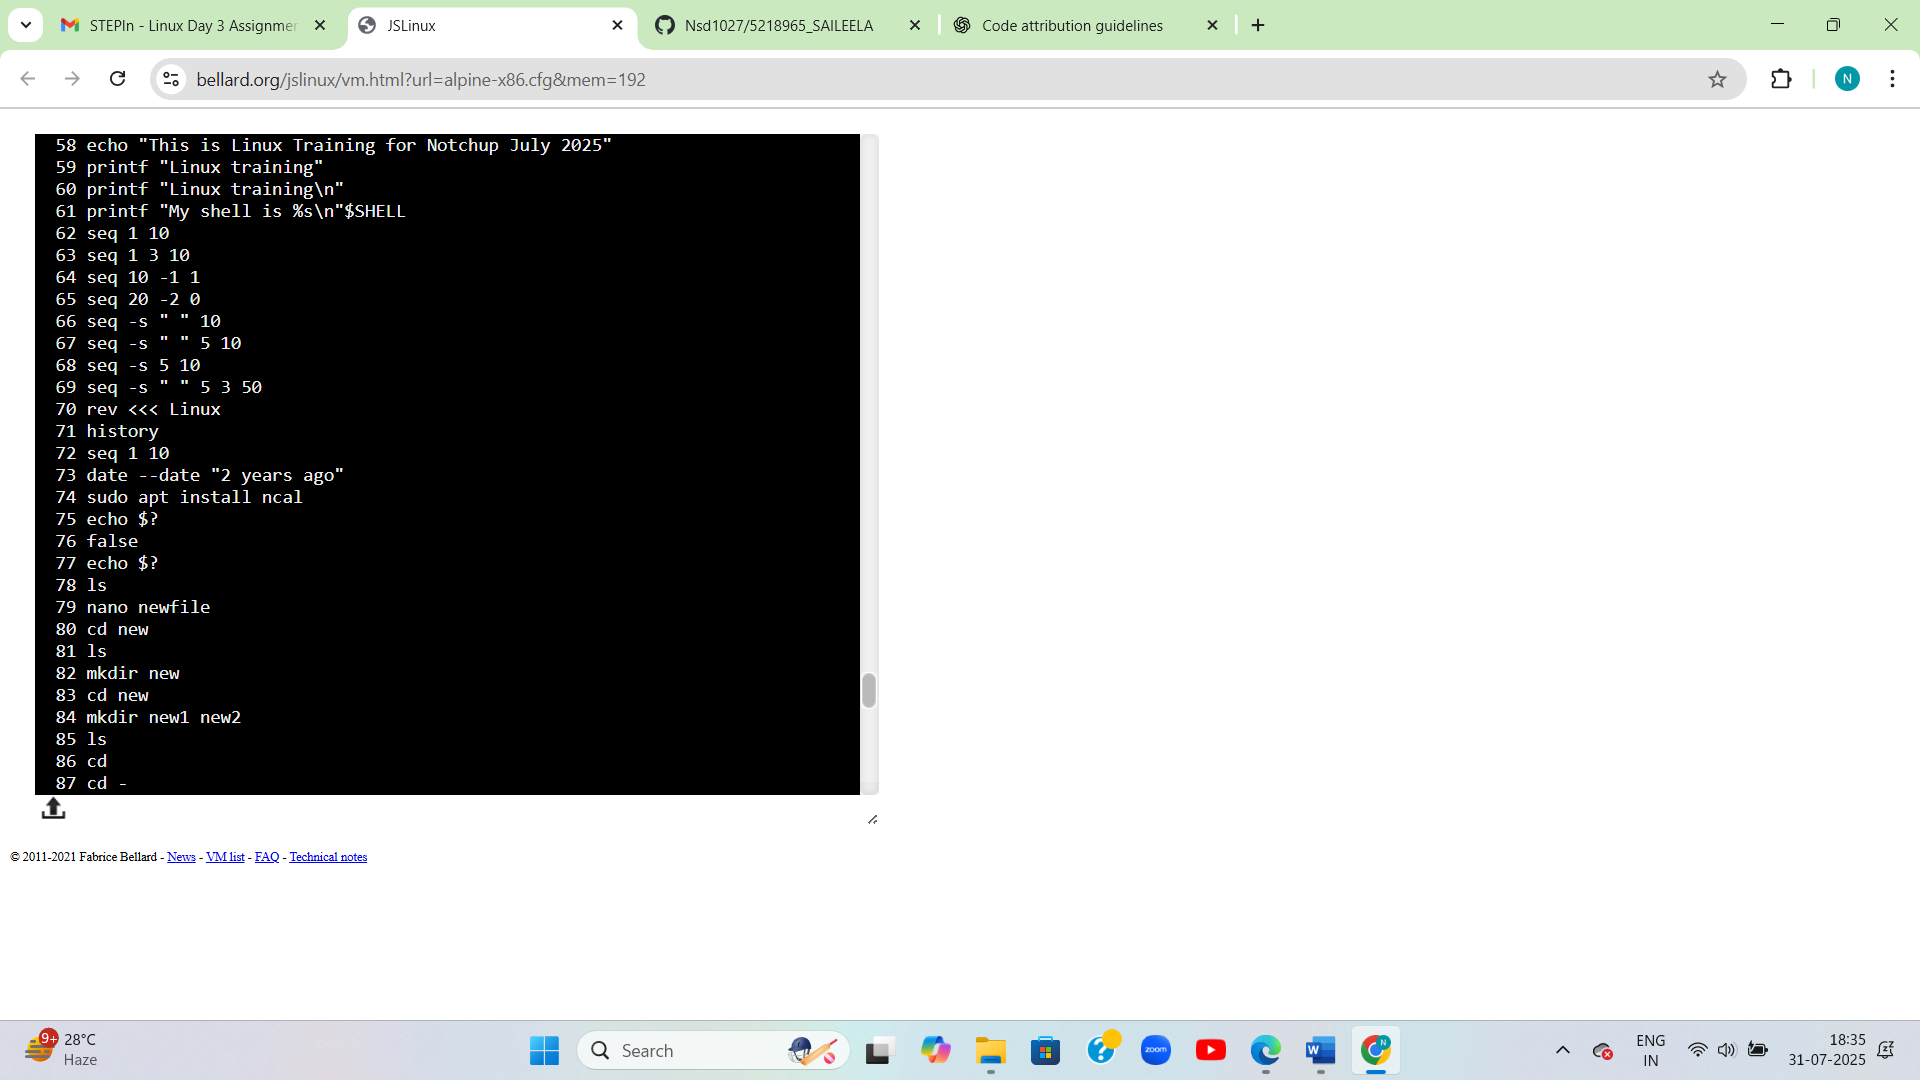 STEPIn - Linux Day 3 Assignmen
JSLinux
Nsd1027/5218965_SAILEELA
Code attribution guidelines
bellard.org/jslinux/vm.html?url=alpine-x86.cfg&mem=192
N
58 echo "This is Linux Training for Notchup July 2025"
59 printf "Linux training"
60 printf "Linux training\n"
61 printf "My shell is %s\n"$SHELL
62 seq 1 10
63 seq 1 3 10
64 seq 10 -1 1
65 seq 20 -2 0
66 seq -s " " 10
67 seq -s " " 5 10
68 seq -s 5 10
69 seq -s " " 5 3 50
70 rev <<< Linux
71 history
72 seq 1 10
73 date --date "2 years ago"
74 sudo apt install ncal
75 echo $?
76 false
77 echo $?
78 ls
79 nano newfile
80 cd new
81 ls
82 mkdir new
83 cd new
84 mkdir new1 new2
85 ls
86 cd
87 cd -
© 2011-2021 Fabrice Bellard - News - VM list - FAQ - Technical notes
9+
28°C
Haze
Search
zoom
W
N
ENG
IN
18:35
31-07-2025